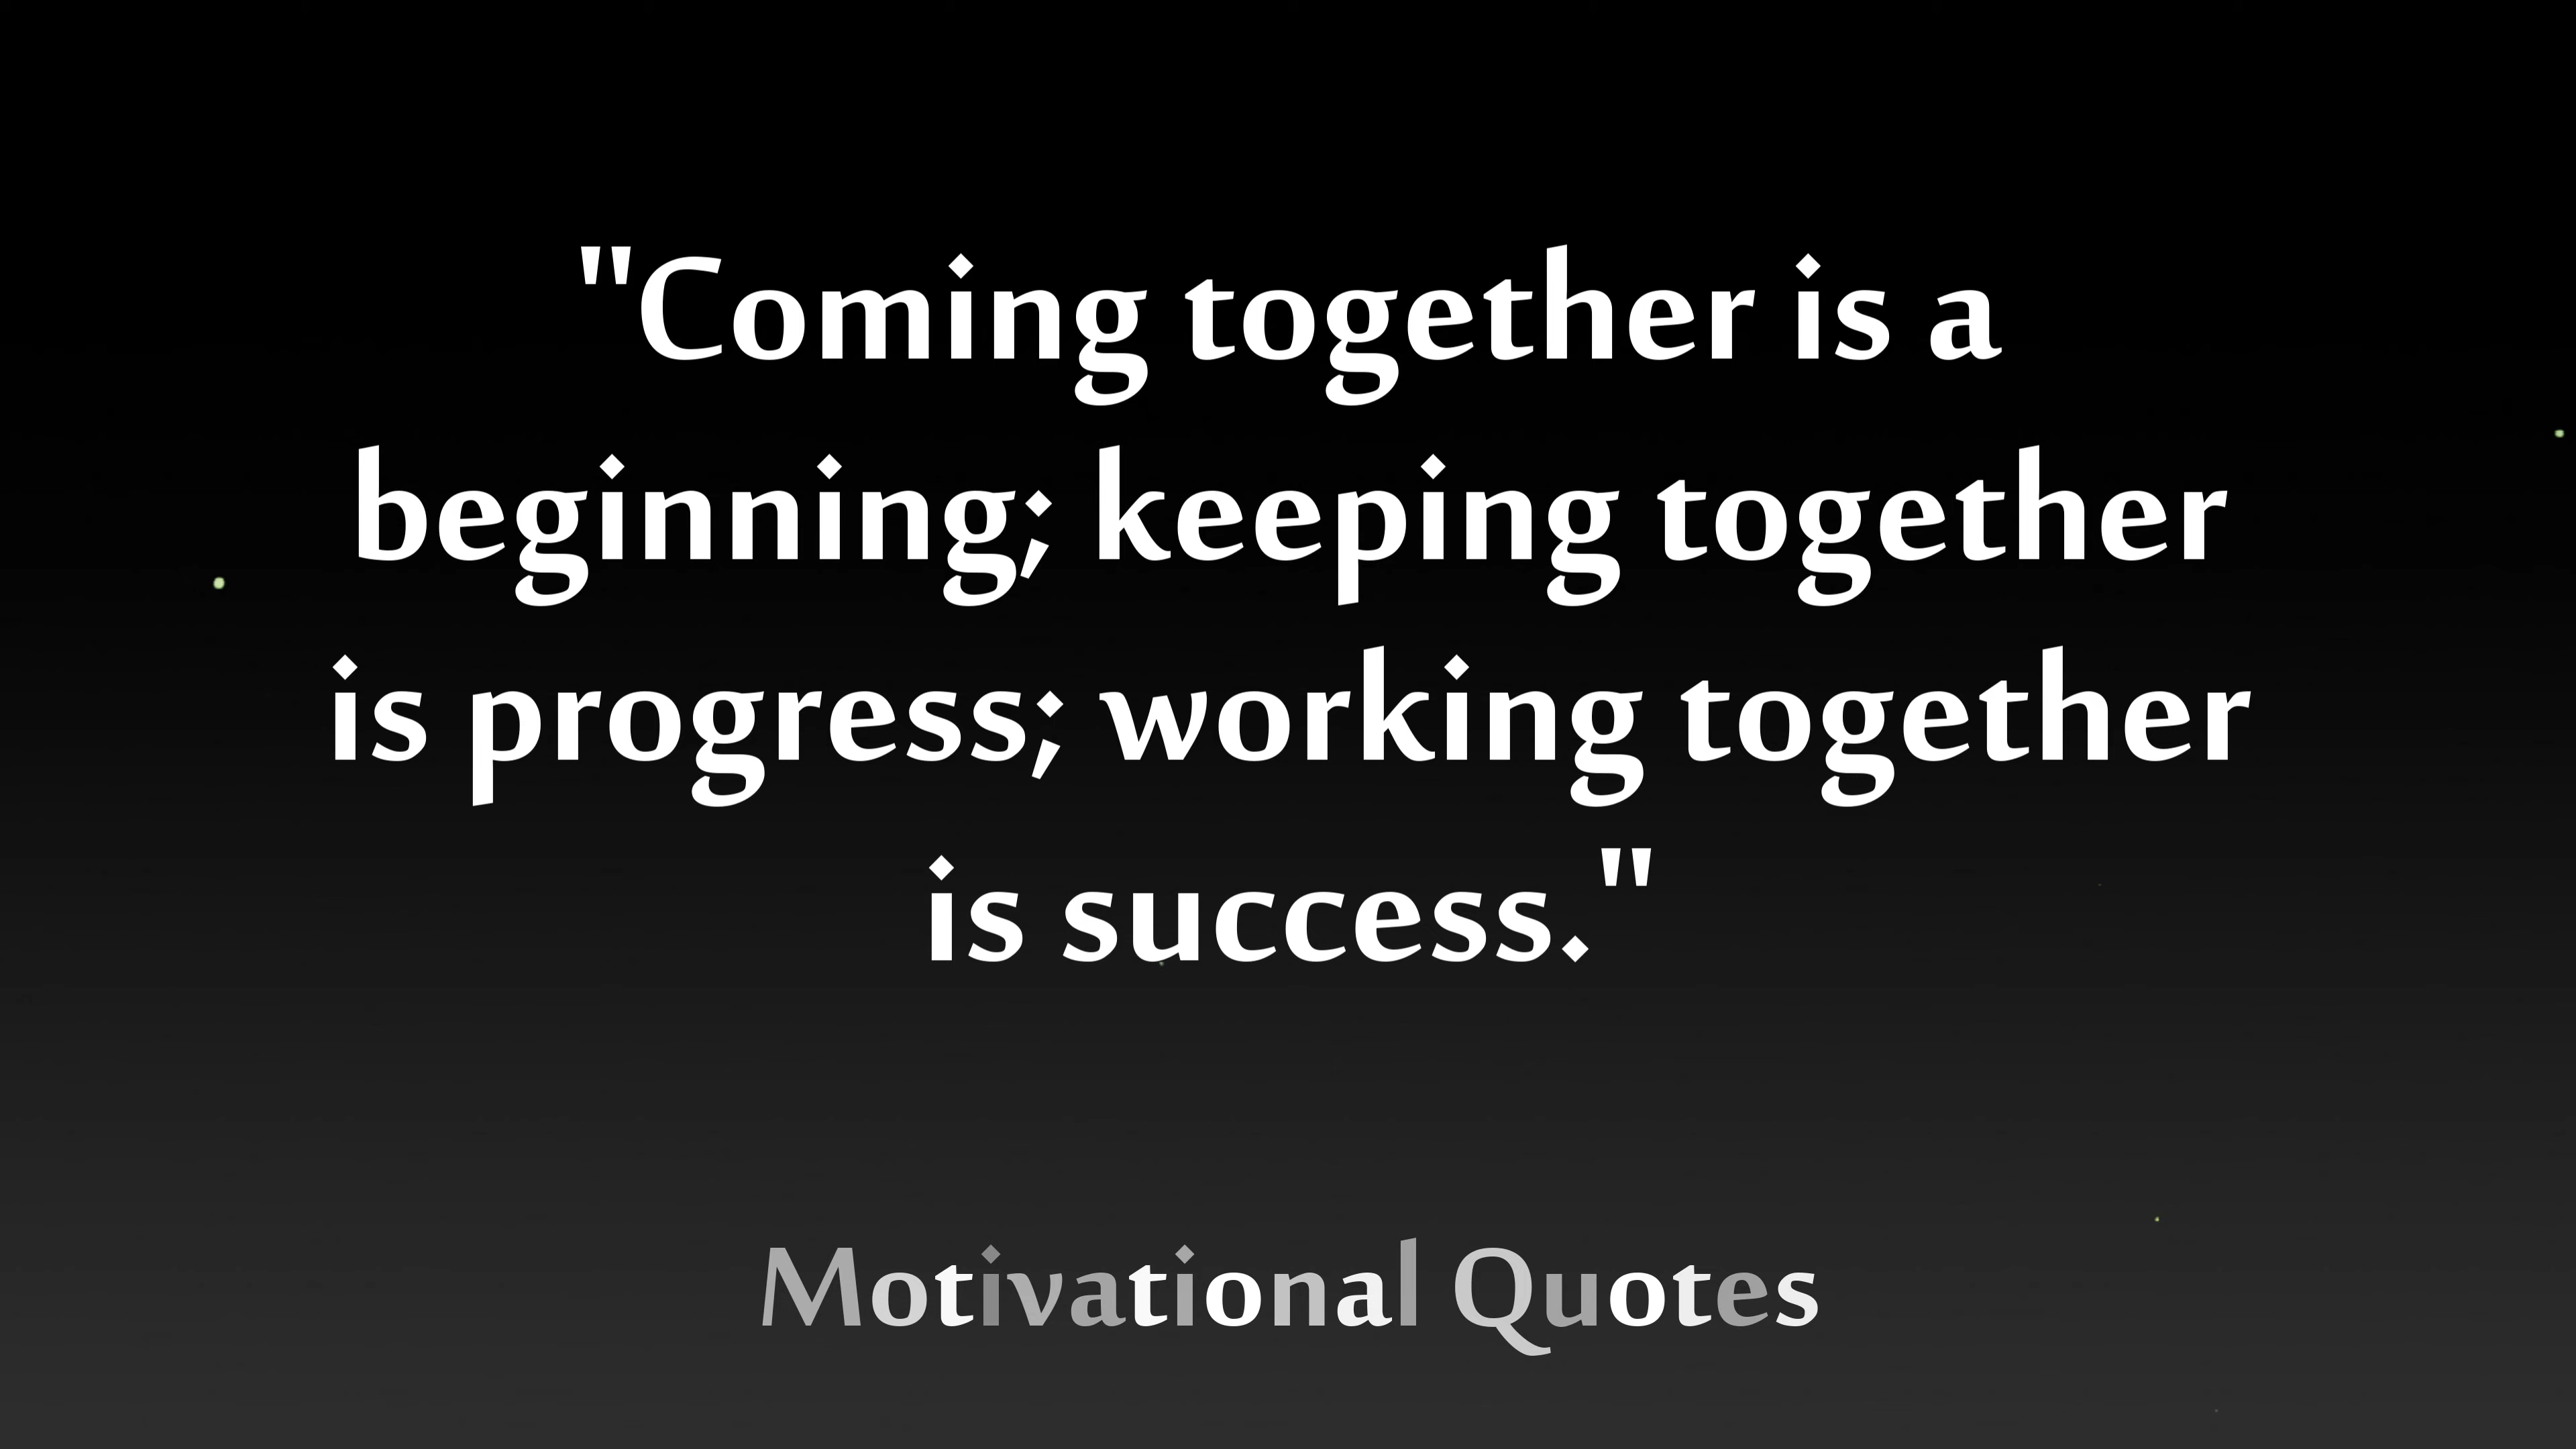 "Coming together is a
beginning; keeping together
is progress; working together
is success."
Motivational Quotes